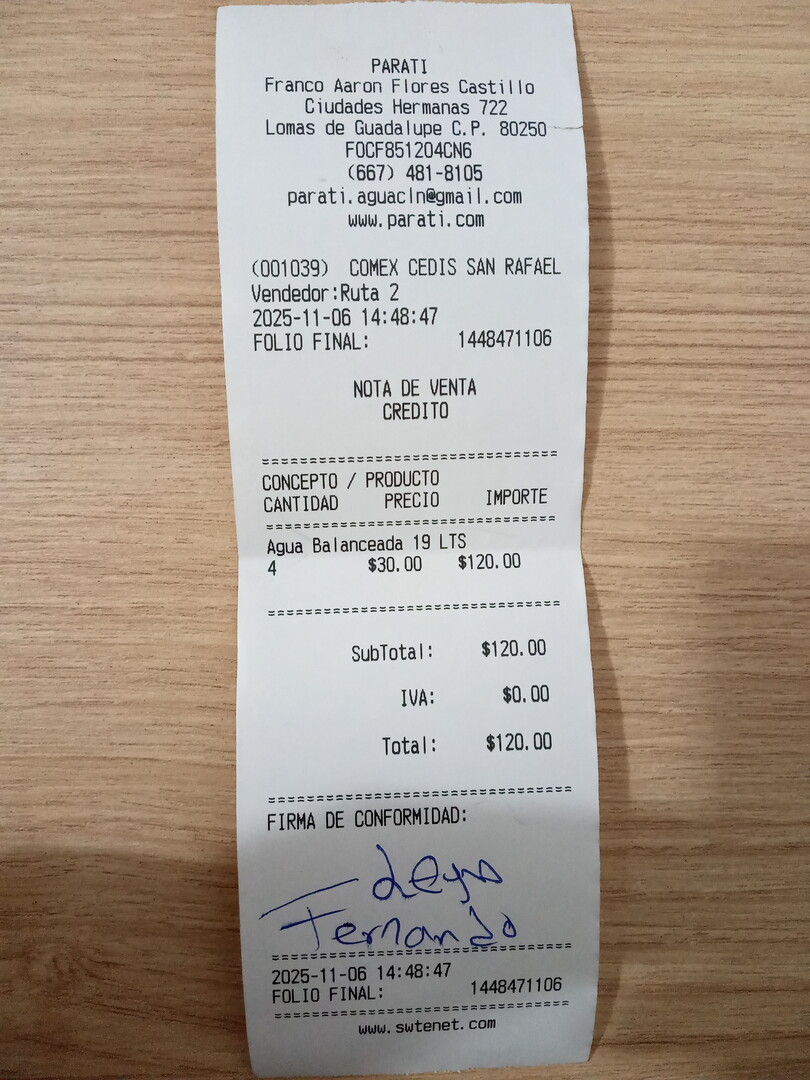 PARATI
Franco Aaron Flores Castillo
Ciudades Hermanas 722
Lomas de Guadalupe C.P. 80250
FOCF851204CN6
(667) 481-8105
parati.aguacln@gmail.com
www.parati.com
(001039) COMEX CEDIS SAN RAFAEL
Vendedor:Ruta 2
2025-11-06 14:48:47
FOLIO FINAL: 1448471106
NOTA DE VENTA
CREDITO
CONCEPTO / PRODUCTO
CANTIDAD PRECIO IMPORTE
Agua Balanceada 19 LTS
4 $30.00 $120.00
SubTotal: $120.00
IVA: $0.00
Total: $120.00
FIRMA DE CONFORMIDAD:
Fernando
2025-11-06 14:48:47
FOLIO FINAL: 1448471106
www.swtenet.com